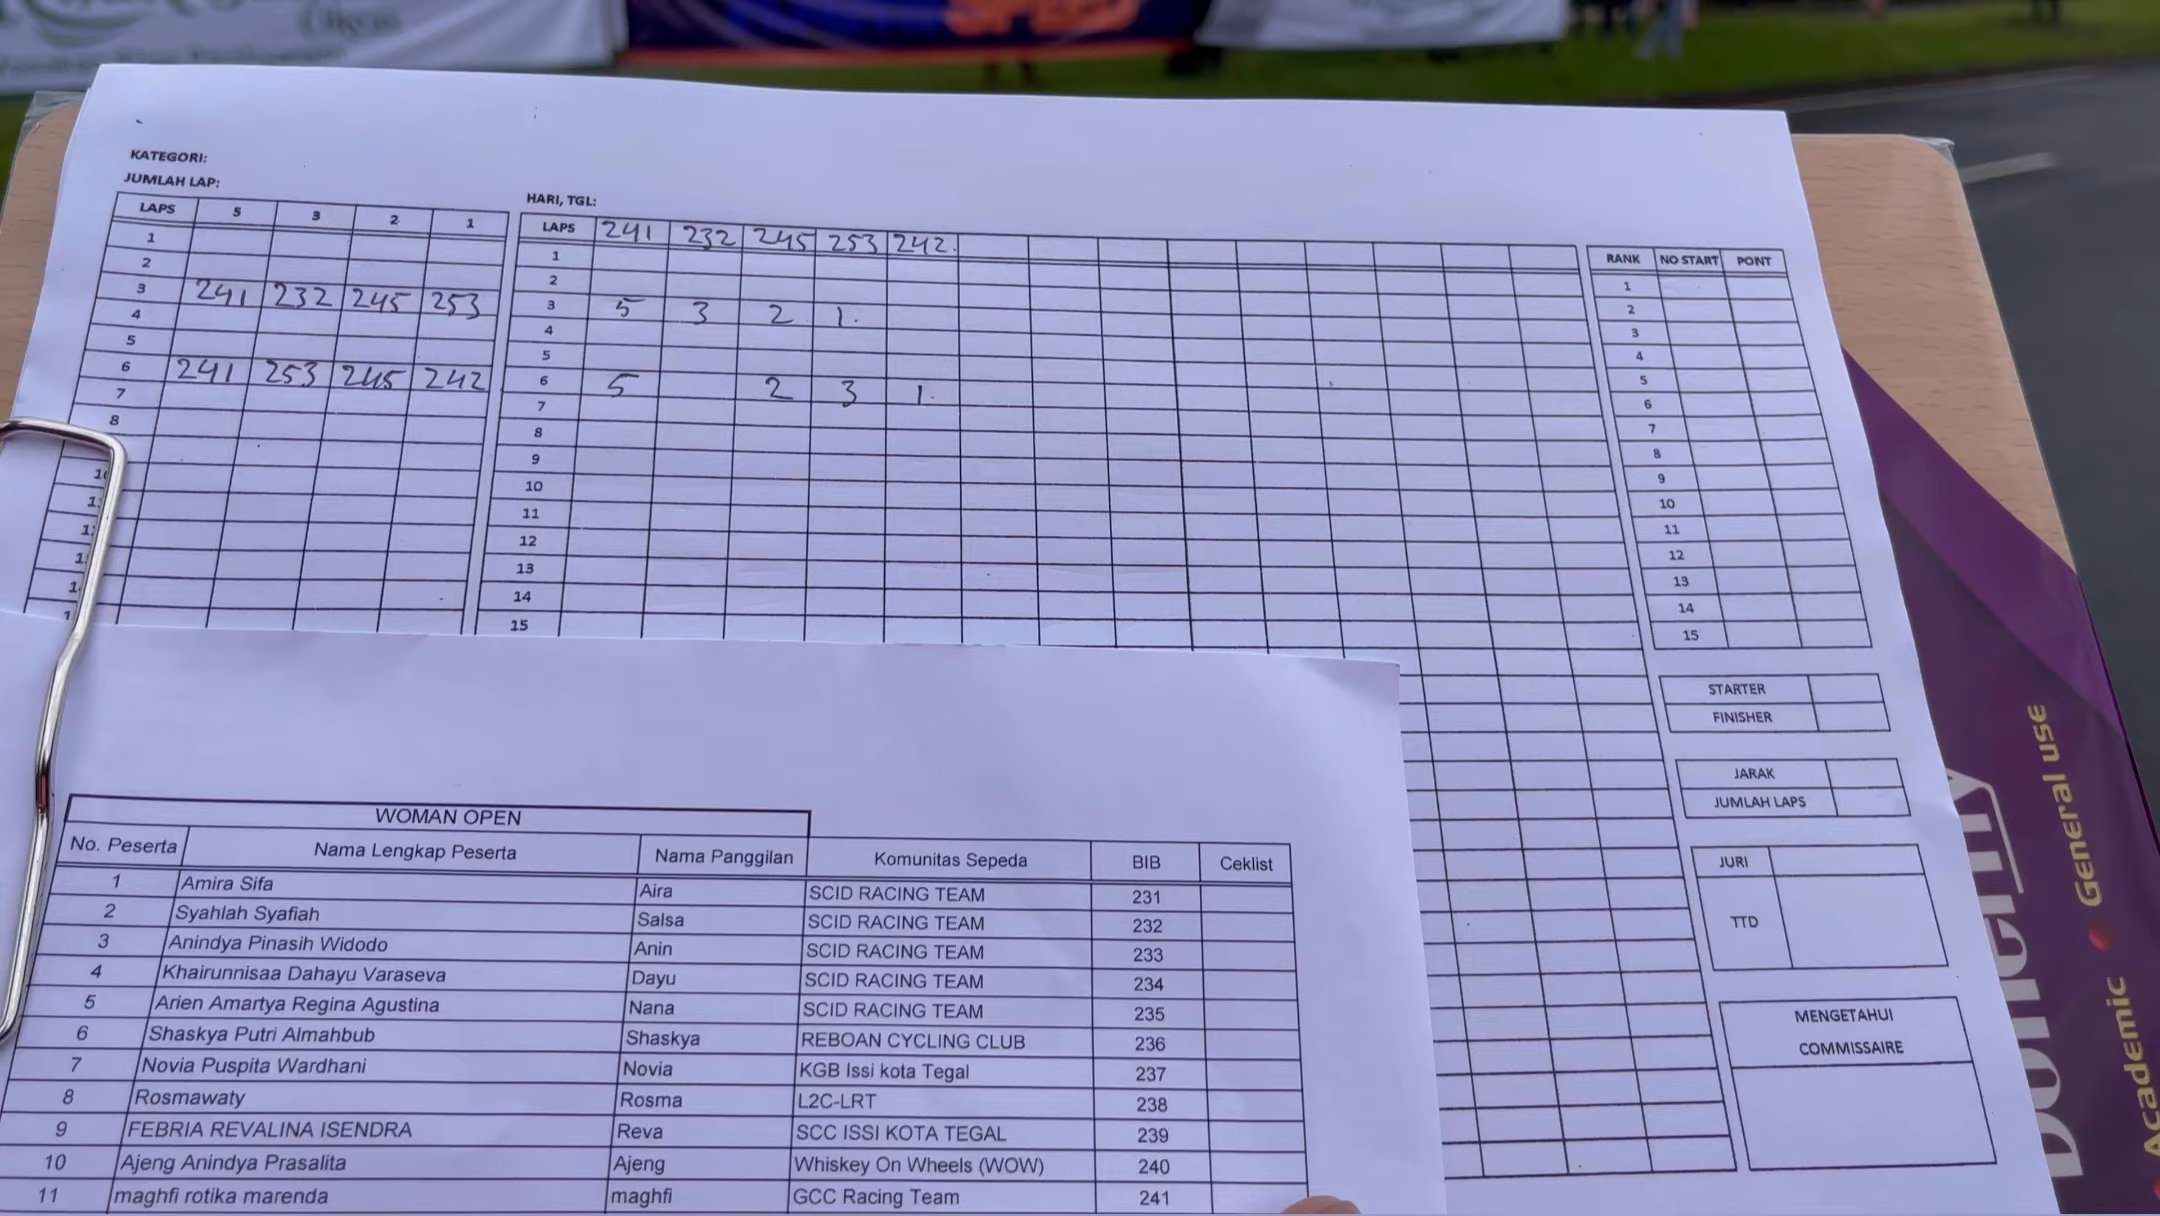 SPEED
KATEGORI:
JUMLAH LAP:
LAPS 5 3 2 1
1
2
3 241 232 245 253
4
5
6 241 253 245 242
7
8
HARI, TGL:
LAPS 241 232 245 253 242.
1
2
3 5 3 2 1.
4
5
6 5 2 3 1.
7
8
9
10
11
12
13
14
15
RANK NO START PONT
1
2
3
4
5
6
7
8
9
10
11
12
13
14
15
STARTER
FINISHER
JARAK
JUMLAH LAPS
JURI
TTD
MENGETAHUI
COMMISSAIRE
WOMAN OPEN
No. Peserta Nama Lengkap Peserta Nama Panggilan Komunitas Sepeda BIB Ceklist
1 Amira Sifa Aira SCID RACING TEAM 231
2 Syahlah Syafiah Salsa SCID RACING TEAM 232
3 Anindya Pinasih Widodo Anin SCID RACING TEAM 233
4 Khairunnisaa Dahayu Varaseva Dayu SCID RACING TEAM 234
5 Arien Amartya Regina Agustina Nana SCID RACING TEAM 235
6 Shaskya Putri Almahbub Shaskya REBOAN CYCLING CLUB 236
7 Novia Puspita Wardhani Novia KGB Issi kota Tegal 237
8 Rosmawaty Rosma L2C-LRT 238
9 FEBRIA REVALINA ISENDRA Reva SCC ISSI KOTA TEGAL 239
10 Ajeng Anindya Prasalita Ajeng Whiskey On Wheels (WOW) 240
11 maghfi rotika marenda maghfi GCC Racing Team 241
Academic General use